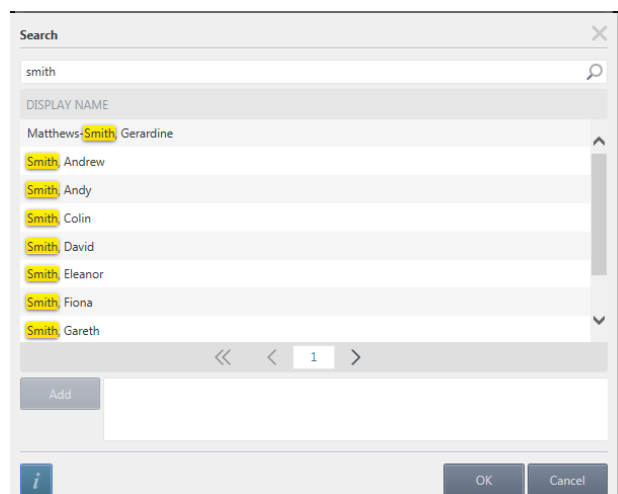 Search
smith
DISPLAY NAME
Matthews-Smith, Gerardine
Smith, Andrew
Smith, Andy
Smith, Colin
Smith, David
Smith, Eleanor
Smith, Fiona
Smith, Gareth
1
Add
i
OK Cancel